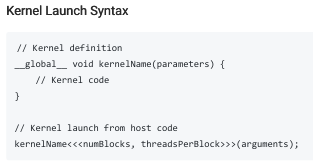 Kernel Launch Syntax
// Kernel definition
__global__ void kernelName(parameters) {
    // Kernel code
}

// Kernel launch from host code
kernelName<<<numBlocks, threadsPerBlock>>>(arguments);